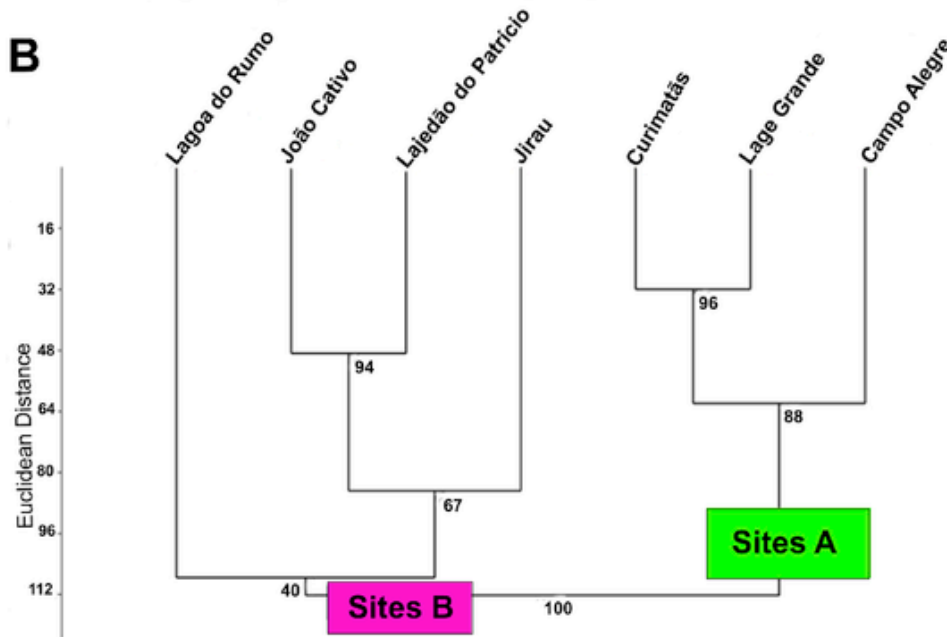 B
Lagoa do Rumo
João Cativo
Lajedão do Patricio
Jirau
Curimatãs
Lage Grande
Campo Alegre
Euclidean Distance
16
32
48
64
80
96
112
96
94
88
67
40
100
Sites A
Sites B